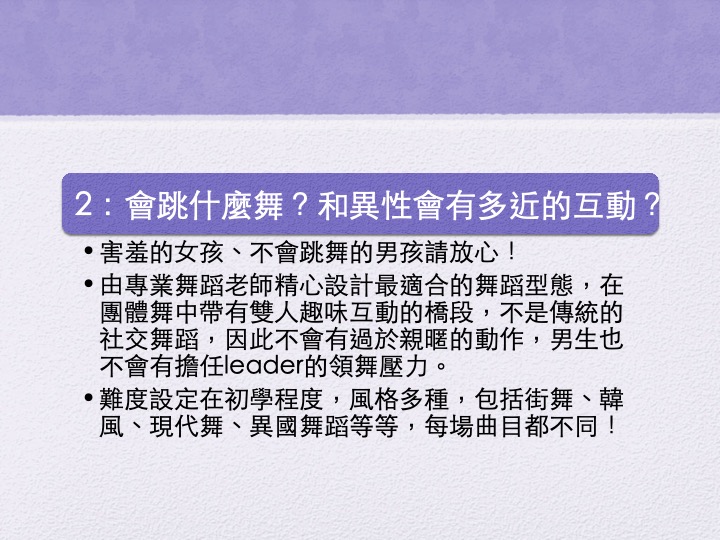 2：會跳什麼舞？和異性會有多近的互動？
• 害羞的女孩、不會跳舞的男孩請放心！
• 由專業舞蹈老師精心設計最適合的舞蹈型態，在
團體舞中帶有雙人趣味互動的橋段，不是傳統的
社交舞蹈，因此不會有過於親暱的動作，男生也
不會有擔任leader的領舞壓力。
• 難度設定在初學程度，風格多種，包括街舞、韓
風、現代舞、異國舞蹈等等，每場曲目都不同！